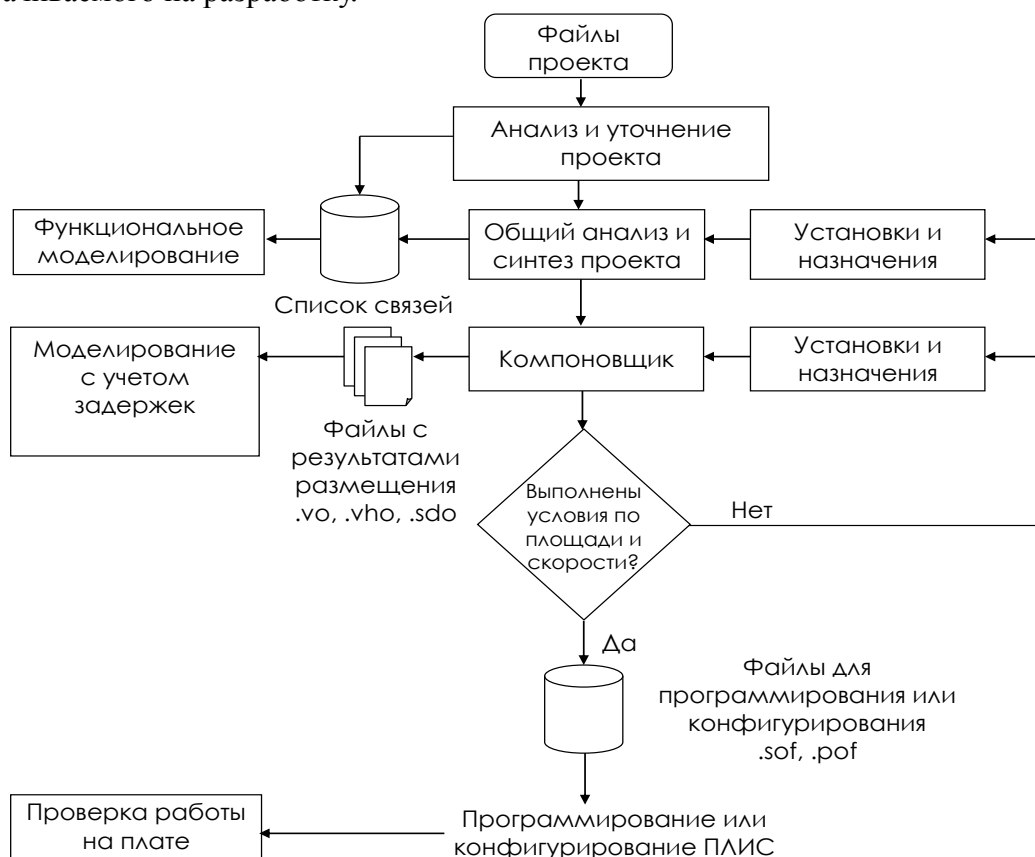 Файлы
проекта
Анализ и уточнение
проекта
Функциональное
моделирование
Общий анализ и
синтез проекта
Установки и
назначения
Список связей
Моделирование
с учетом
задержек
Компоновщик
Установки и
назначения
Файлы с
результатами
размещения
.vo, .vho, .sdo
Выполнены
условия по
площади и
скорости?
Нет
Да
Файлы для
программирования или
конфигурирования
.sof, .pof
Проверка работы
на плате
Программирование или
конфигурирование ПЛИС